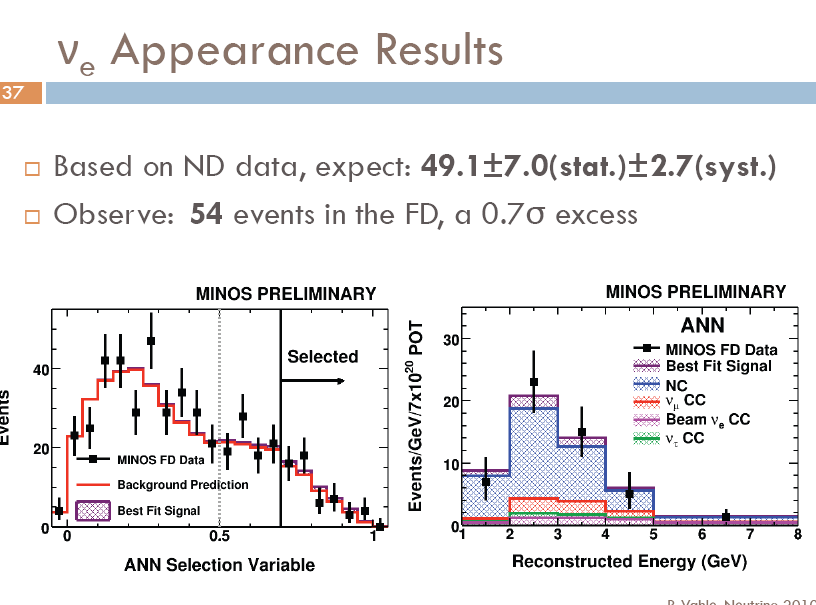 νe Appearance Results
37
Based on ND data, expect: 49.1±7.0(stat.)±2.7(syst.)
Observe: 54 events in the FD, a 0.7σ excess
MINOS PRELIMINARY
Events
40
20
0
Selected
MINOS FD Data
Background Prediction
Best Fit Signal
0
0.5
1
ANN Selection Variable
MINOS PRELIMINARY
Events/GeV/7x10²⁰ POT
30
20
10
0
ANN
MINOS FD Data
Best Fit Signal
NC
νμ CC
Beam νe CC
ντ CC
1 2 3 4 5 6 7 8
Reconstructed Energy (GeV)
P. Vahle, Neutrino 2010